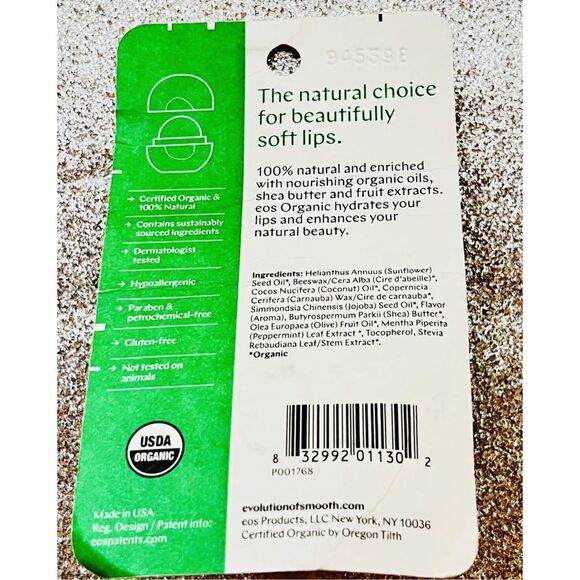 94539E
The natural choice
for beautifully
soft lips.
100% natural and enriched
with nourishing organic oils,
shea butter and fruit extracts.
eos Organic hydrates your
lips and enhances your
natural beauty.
→ Certified Organic &
100% Natural
→ Contains sustainably
sourced ingredients
→ Dermatologist
tested
→ Hypoallergenic
→ Paraben &
petrochemical-free
→ Gluten-free
→ Not tested on
animals
Ingredients: Helianthus Annuus (Sunflower)
Seed Oil*, Beeswax/Cera Alba (Cire d'abeille)*,
Cocos Nucifera (Coconut) Oil*, Copernicia
Cerifera (Carnauba) Wax/Cire de carnauba*,
Simmondsia Chinensis (Jojoba) Seed Oil*, Flavor
(Aroma), Butyrospermum Parkii (Shea) Butter*,
Olea Europaea (Olive) Fruit Oil*, Mentha Piperita
(Peppermint) Leaf Extract *, Tocopherol, Stevia
Rebaudiana Leaf/Stem Extract*.
*Organic
USDA
ORGANIC
8 32992 01130 2
P001768
Made in USA
Reg. Design / Patent info:
eospatents.com
evolutionofsmooth.com
eos Products, LLC New York, NY 10036
Certified Organic by Oregon Tilth